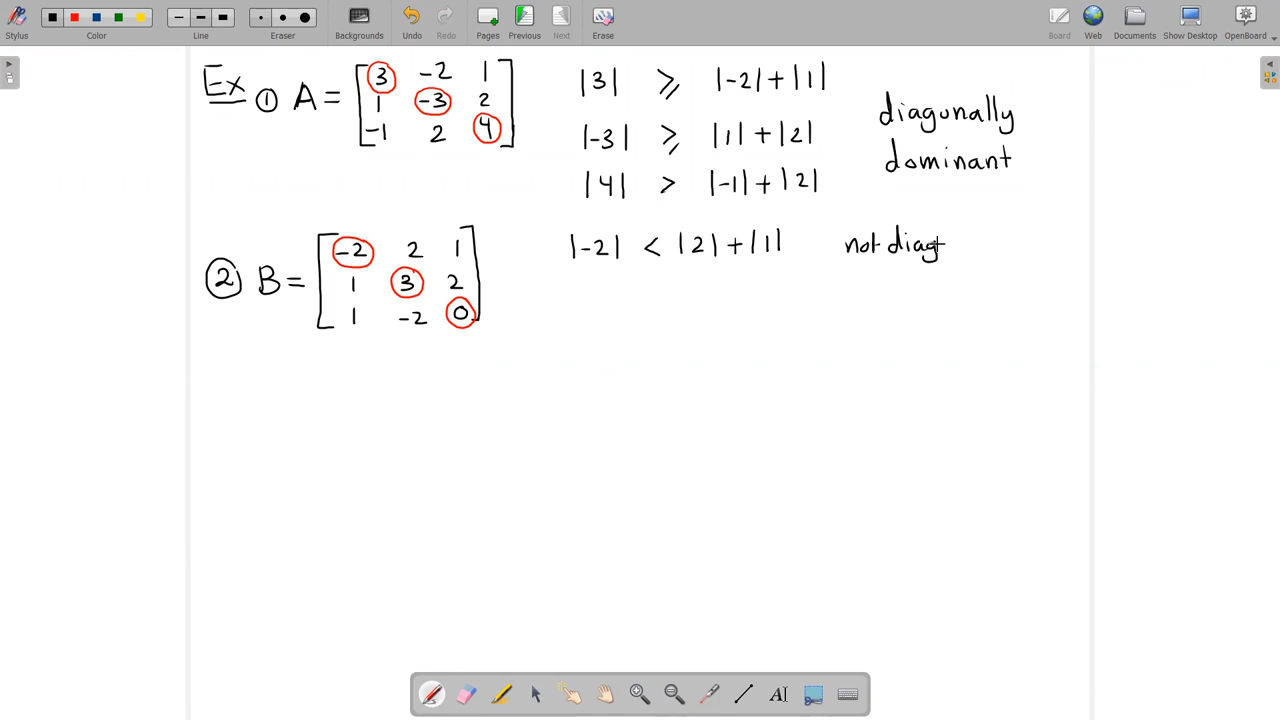 Stylus Color Line Eraser Backgrounds Undo Redo Pages Previous Next Erase Board Web Documents Show Desktop OpenBoard
Ex ① A = [3 -2 1   |3| ⩾ |-2| + |1|
1 -3 2   |-3| ⩾ |1| + |2|   diagonally
-1 2 4]   |4| > |-1| + |2|   dominant
② B = [-2 2 1   |-2| < |2| + |1|   not diag
1 3 2
1 -2 0]